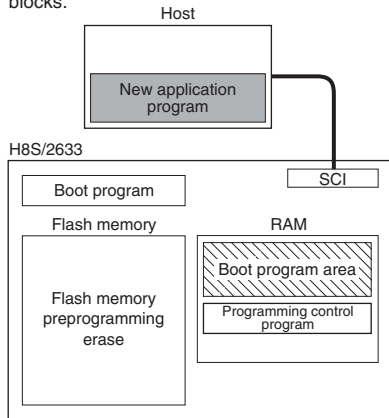 blocks.
Host
New application
program
H8S/2633
SCI
Boot program
Flash memory
RAM
Flash memory
preprogramming
erase
Boot program area
Programming control
program